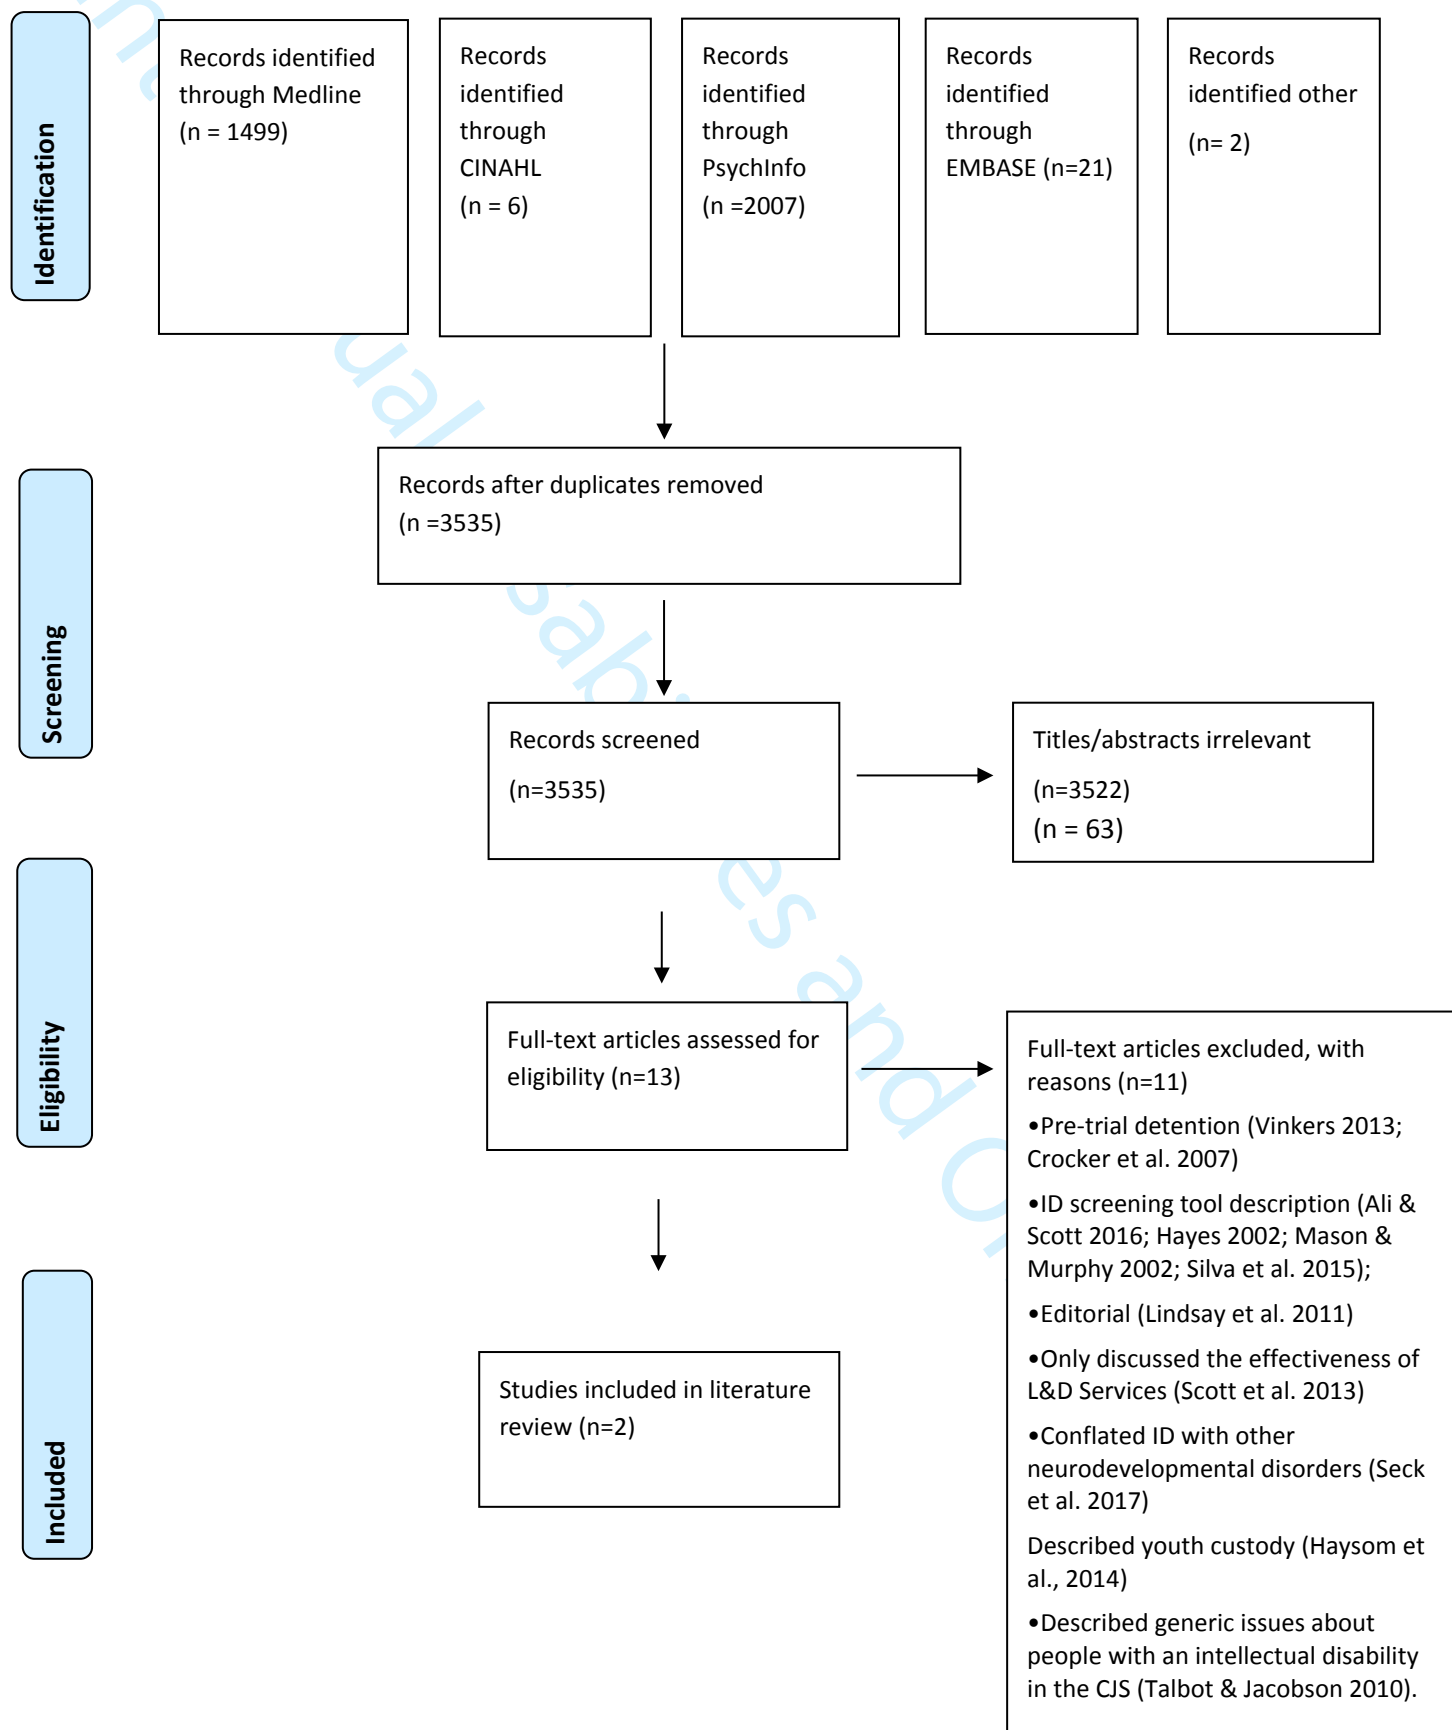 Identification
Records identified
through Medline
(n = 1499)
Records
identified
through
CINAHL
(n = 6)
Records
identified
through
PsychInfo
(n =2007)
Records
identified
through
EMBASE (n=21)
Records
identified other
(n= 2)
Screening
Records after duplicates removed
(n =3535)
Records screened
(n=3535)
Titles/abstracts irrelevant
(n=3522)
(n = 63)
Eligibility
Full-text articles assessed for
eligibility (n=13)
Full-text articles excluded, with
reasons (n=11)
•Pre-trial detention (Vinkers 2013;
Crocker et al. 2007)
•ID screening tool description (Ali &
Scott 2016; Hayes 2002; Mason &
Murphy 2002; Silva et al. 2015);
•Editorial (Lindsay et al. 2011)
•Only discussed the effectiveness of
L&D Services (Scott et al. 2013)
•Conflated ID with other
neurodevelopmental disorders (Seck
et al. 2017)
Described youth custody (Haysom et
al., 2014)
•Described generic issues about
people with an intellectual disability
in the CJS (Talbot & Jacobson 2010).
Included
Studies included in literature
review (n=2)